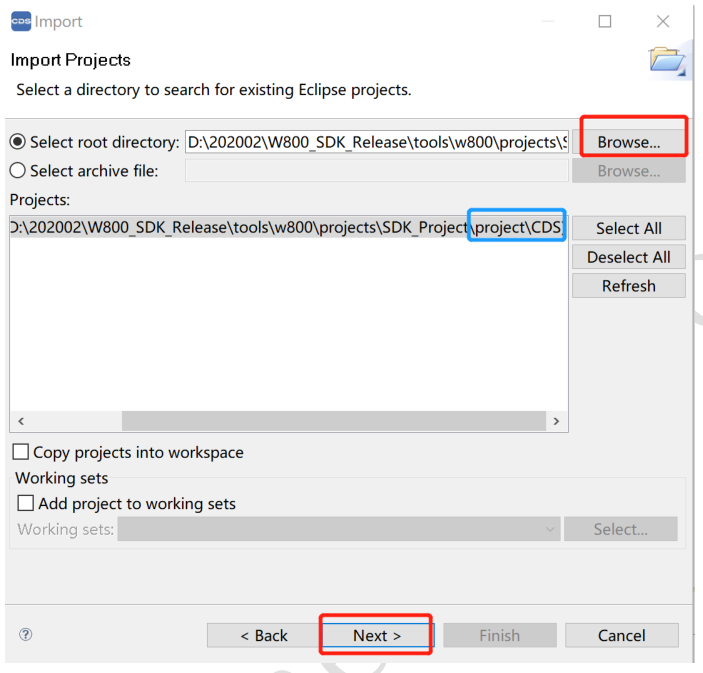 CDS Import
Import Projects
Select a directory to search for existing Eclipse projects.
Select root directory: D:\202002\W800_SDK_Release\tools\w800\projects\S Browse...
Select archive file: Browse...
Projects:
D:\202002\W800_SDK_Release\tools\w800\projects\SDK_Project\project\CDS) Select All
Deselect All
Refresh
Copy projects into workspace
Working sets
Add project to working sets
Working sets: Select...
? < Back Next > Finish Cancel